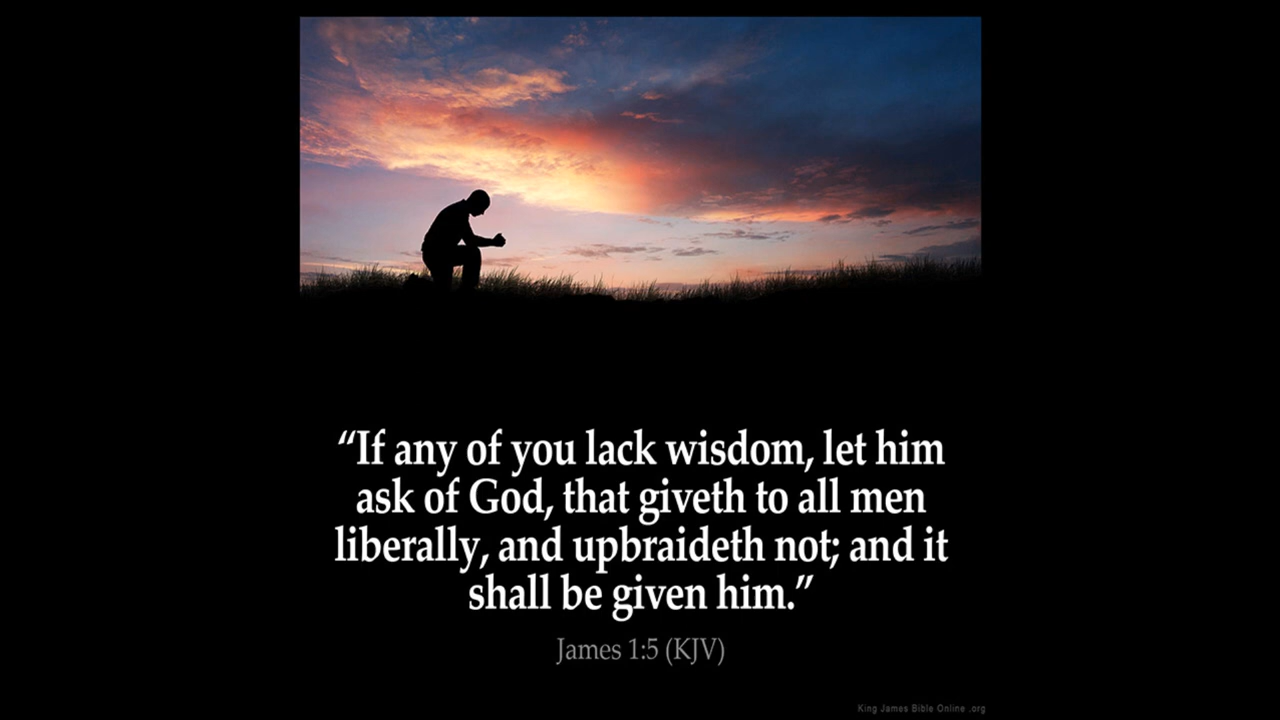 “If any of you lack wisdom, let him
ask of God, that giveth to all men
liberally, and upbraideth not; and it
shall be given him.”
James 1:5 (KJV)
King James Bible Online .org